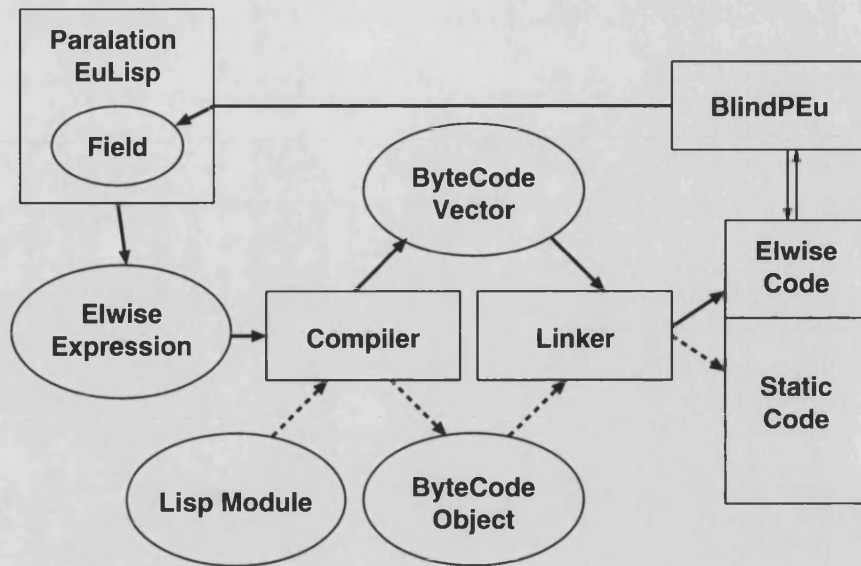 Paralation
EuLisp
Field
BlindPEu
ByteCode
Vector
Elwise
Code
Elwise
Expression
Compiler
Linker
Static
Code
Lisp Module
ByteCode
Object